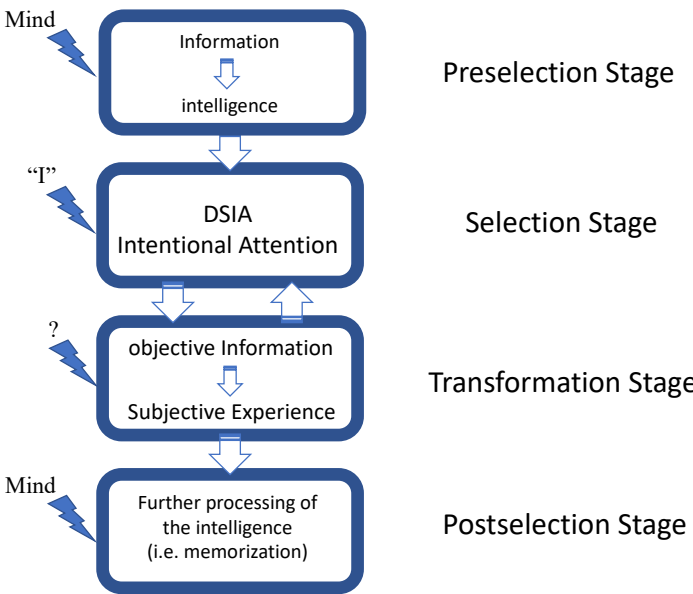 Mind
Information
intelligence
Preselection Stage
“I”
DSIA
Intentional Attention
Selection Stage
?
objective Information
Subjective Experience
Transformation Stage
Mind
Further processing of
the intelligence
(i.e. memorization)
Postselection Stage